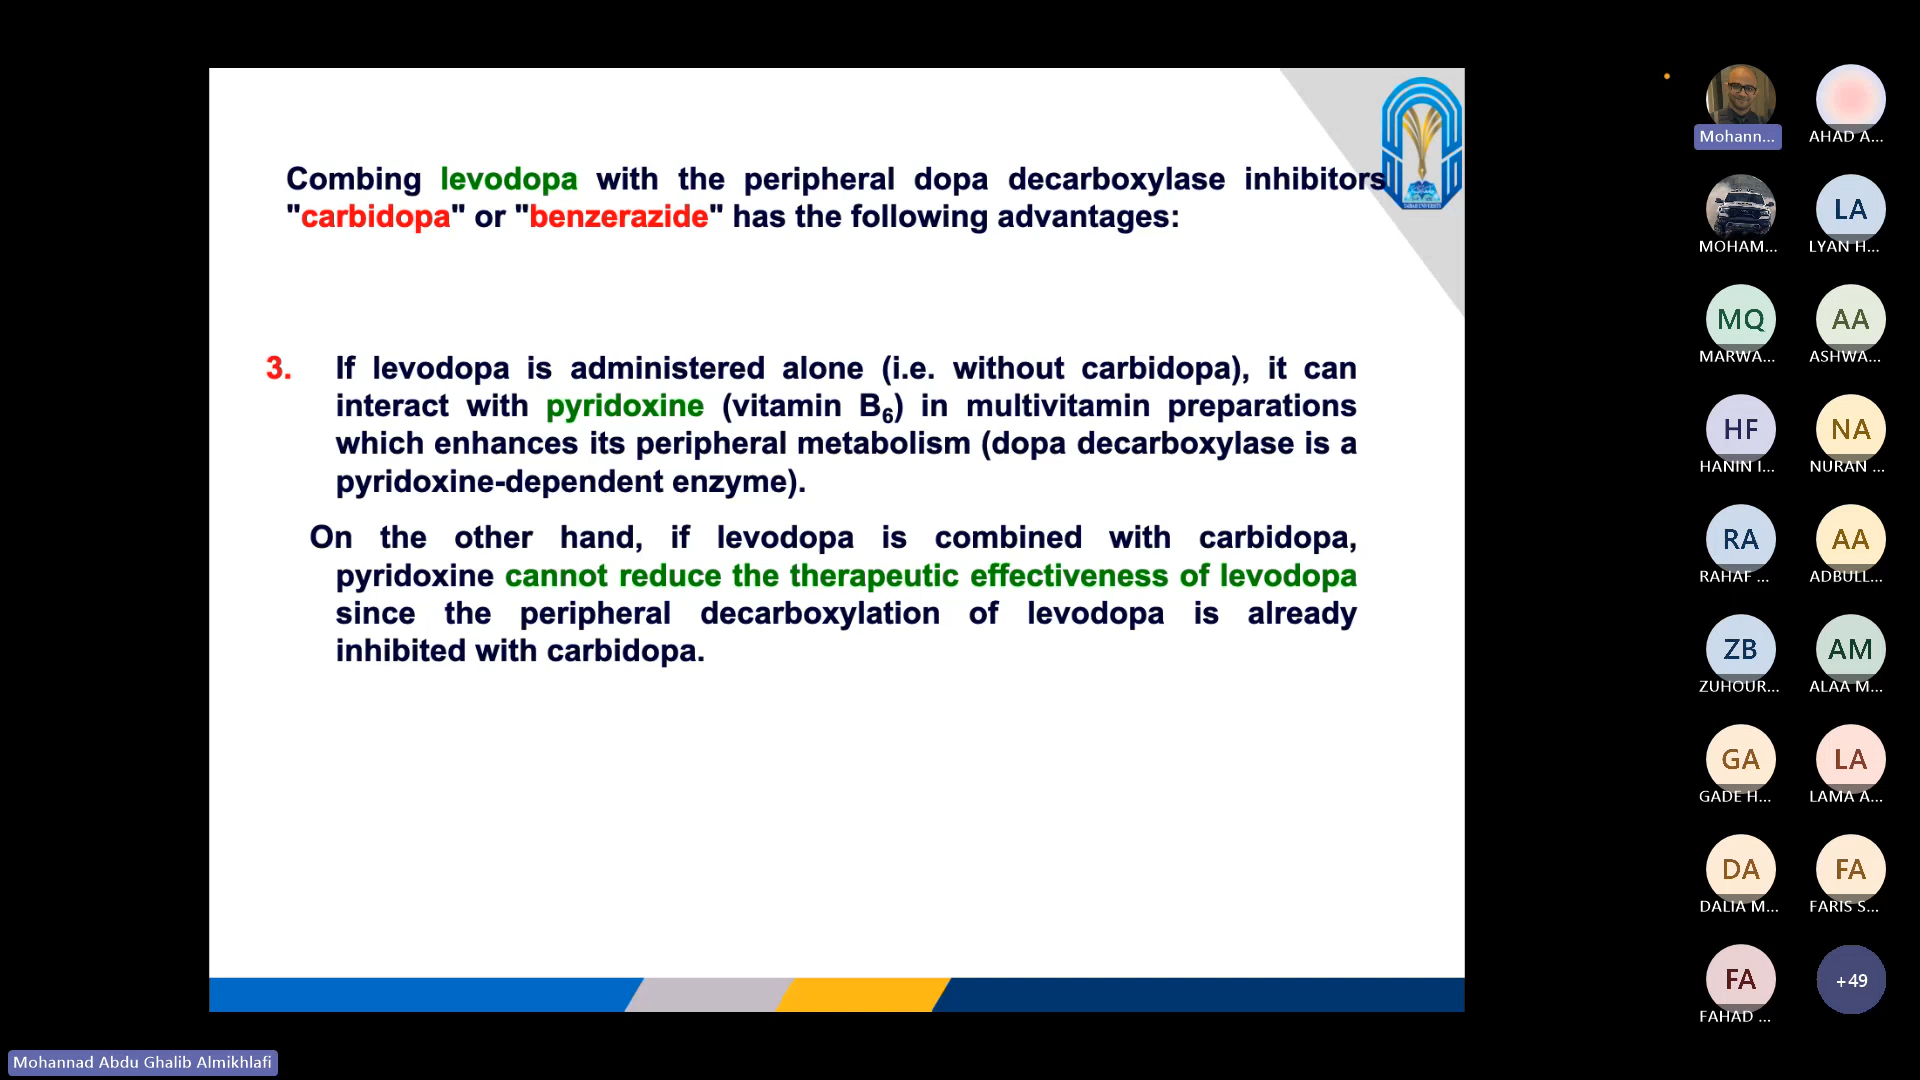 Combing levodopa with the peripheral dopa decarboxylase inhibitors
"carbidopa" or "benzerazide" has the following advantages:
3. If levodopa is administered alone (i.e. without carbidopa), it can
interact with pyridoxine (vitamin B6) in multivitamin preparations
which enhances its peripheral metabolism (dopa decarboxylase is a
pyridoxine-dependent enzyme).
On the other hand, if levodopa is combined with carbidopa,
pyridoxine cannot reduce the therapeutic effectiveness of levodopa
since the peripheral decarboxylation of levodopa is already
inhibited with carbidopa.
TAIBAH UNIVERSITY
Mohann...
AHAD A...
MOHAM...
LA
LYAN H...
MQ
MARWA...
AA
ASHWA...
HF
HANIN I...
NA
NURAN ...
RA
RAHAF ...
AA
ADBULL...
ZB
ZUHOUR...
AM
ALAA M...
GA
GADE H...
LA
LAMA A...
DA
DALIA M...
FA
FARIS S...
FA
FAHAD ...
+49
Mohannad Abdu Ghalib Almikhlafi